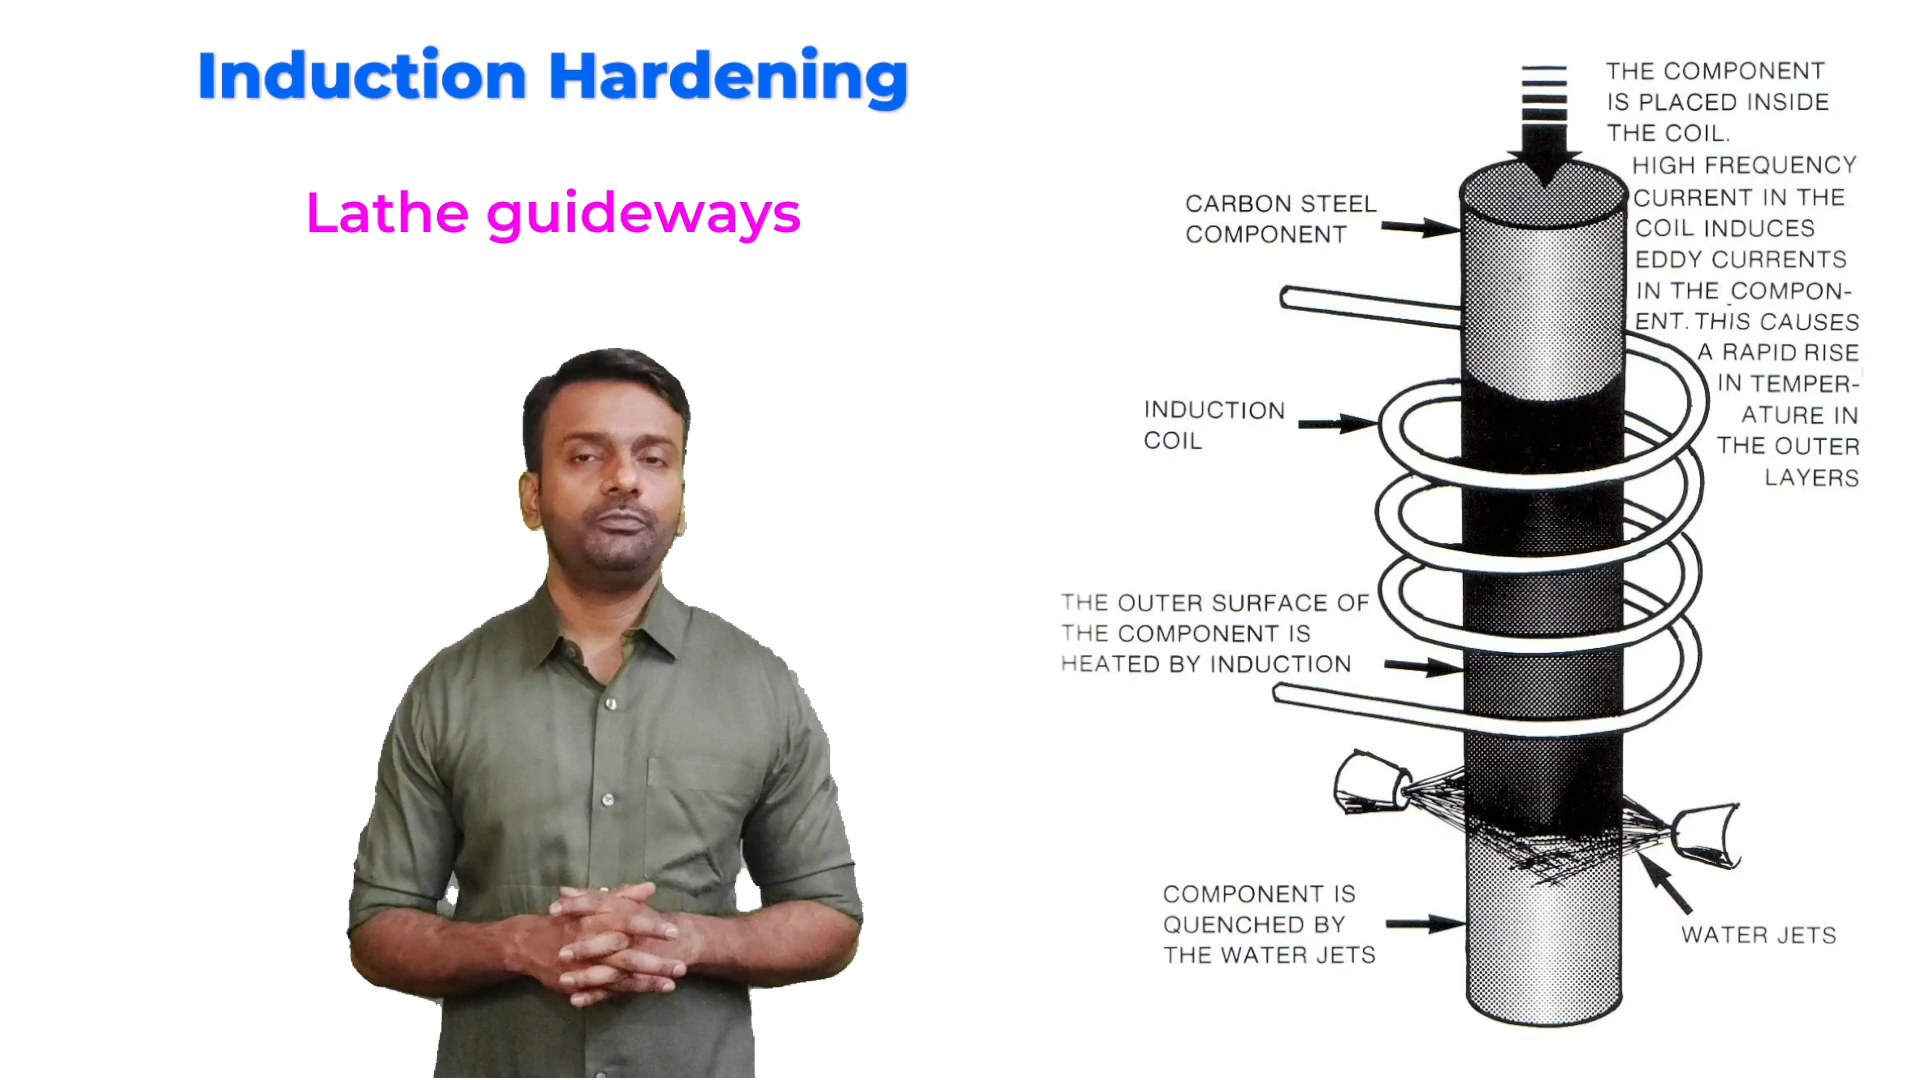 Induction Hardening
Lathe guideways
THE COMPONENT
IS PLACED INSIDE
THE COIL.
HIGH FREQUENCY
CURRENT IN THE
COIL INDUCES
EDDY CURRENTS
IN THE COMPON-
ENT. THIS CAUSES
A RAPID RISE
IN TEMPER-
ATURE IN
THE OUTER
LAYERS
CARBON STEEL
COMPONENT
INDUCTION
COIL
THE OUTER SURFACE OF
THE COMPONENT IS
HEATED BY INDUCTION
COMPONENT IS
QUENCHED BY
THE WATER JETS
WATER JETS